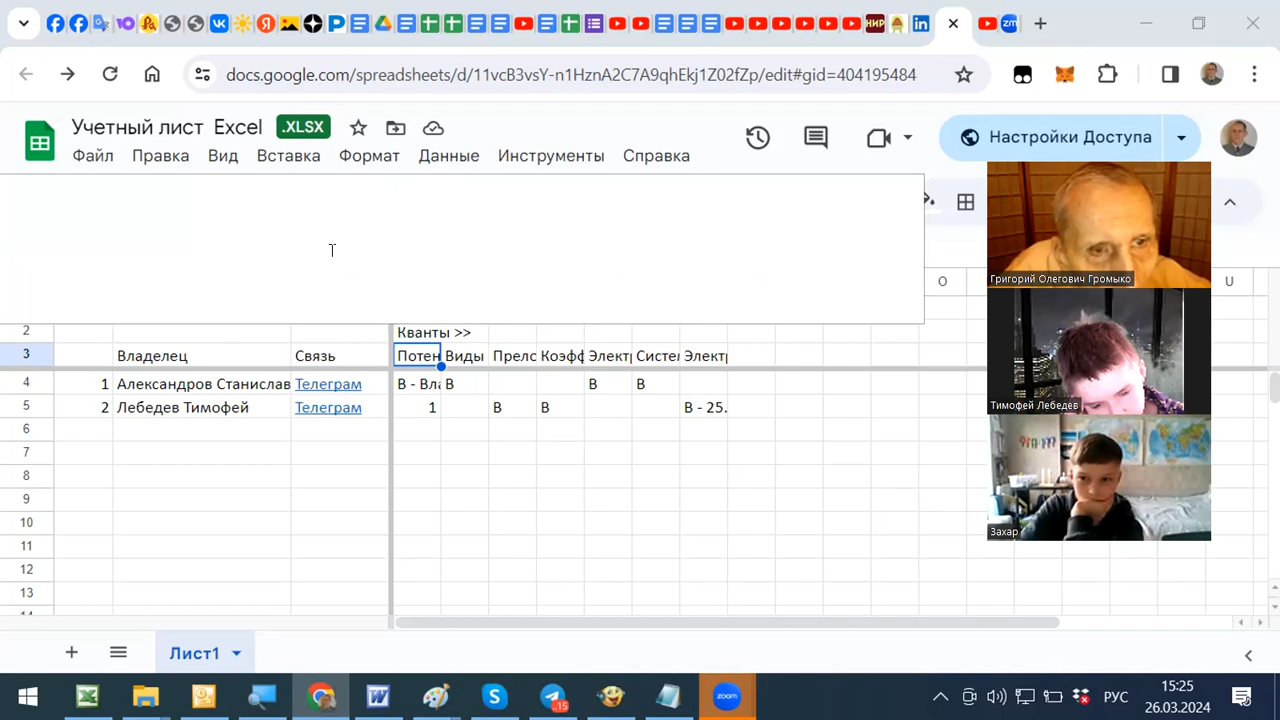 docs.google.com/spreadsheets/d/11vcB3vsY-n1HznA2C7A9qhEkj1Z02fZp/edit#gid=404195484
Учетный лист Excel .XLSX
Файл Правка Вид Вставка Формат Данные Инструменты Справка
Настройки Доступа
O U
2 Кванты >>
3 Владелец Связь Потен Виды Прелс Коэфф Электр Систе Электр
4 1 Александров Станислав Телеграм В - Вла В В В
5 2 Лебедев Тимофей Телеграм 1 В В В - 25.
6
7
8
9
10
11
12
13
Григорий Олегович Громыко
Тимофей Лебедев
Захар
Лист1
zoom
РУС
15:25
26.03.2024